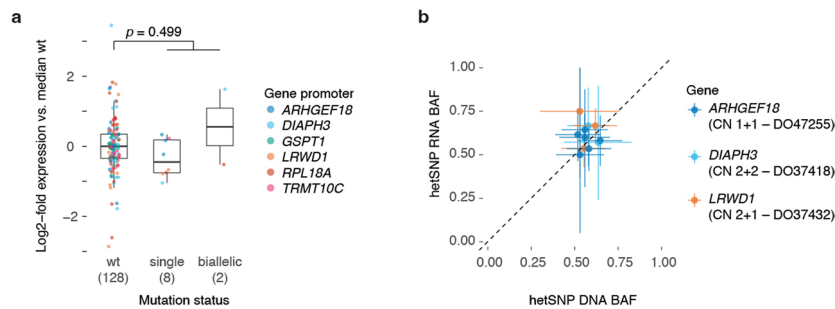 a
p = 0.499
Log2−fold expression vs. median wt
2
0
−2
wt
(128)
single
(8)
biallelic
(2)
Mutation status
Gene promoter
ARHGEF18
DIAPH3
GSPT1
LRWD1
RPL18A
TRMT10C
b
hetSNP RNA BAF
1.00
0.75
0.50
0.25
0.00
0.00 0.25 0.50 0.75 1.00
hetSNP DNA BAF
Gene
ARHGEF18
(CN 1+1 – DO47255)
DIAPH3
(CN 2+2 – DO37418)
LRWD1
(CN 2+1 – DO37432)